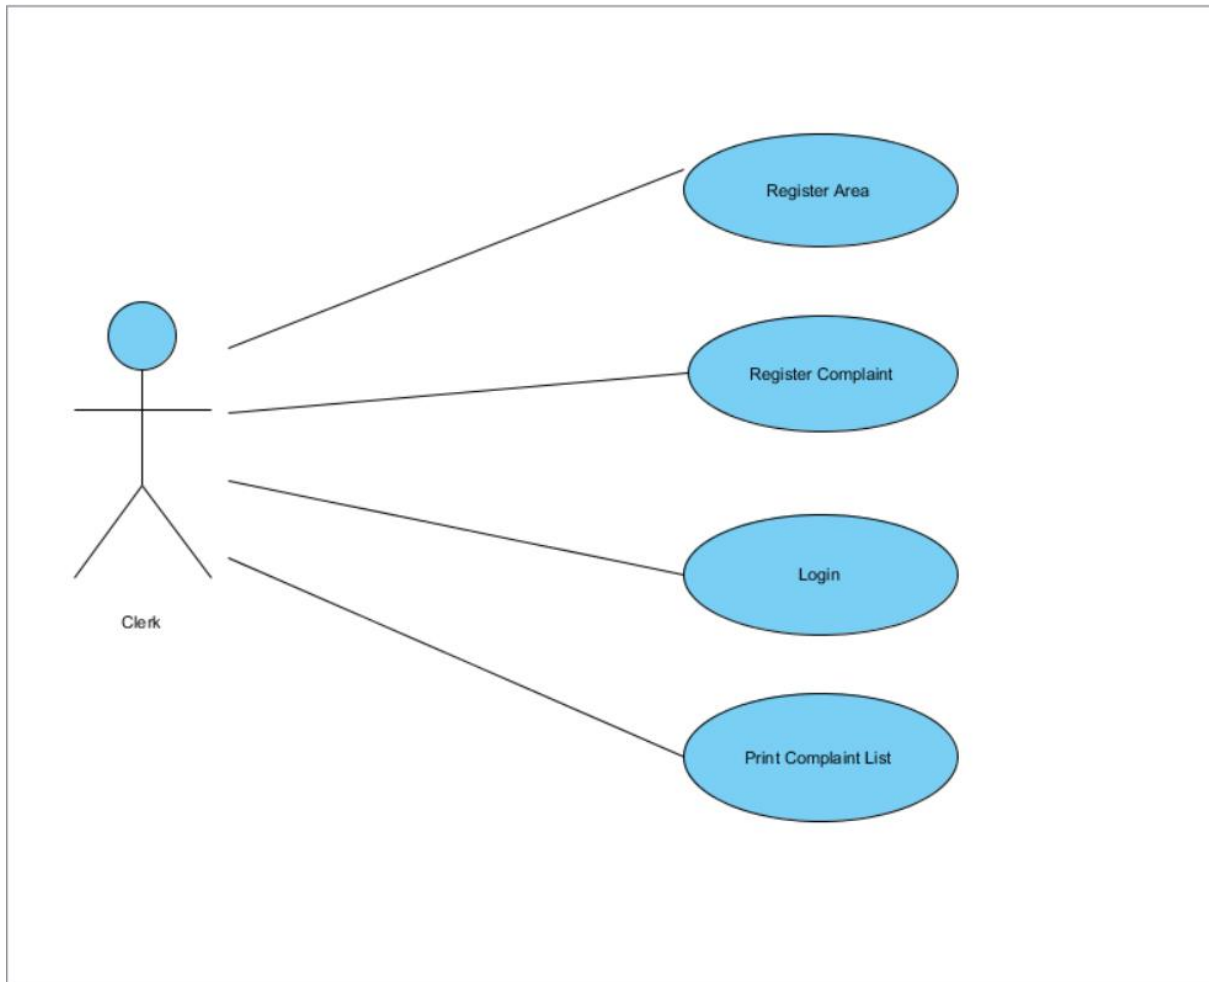 Register Area
Register Complaint
Login
Clerk
Print Complaint List